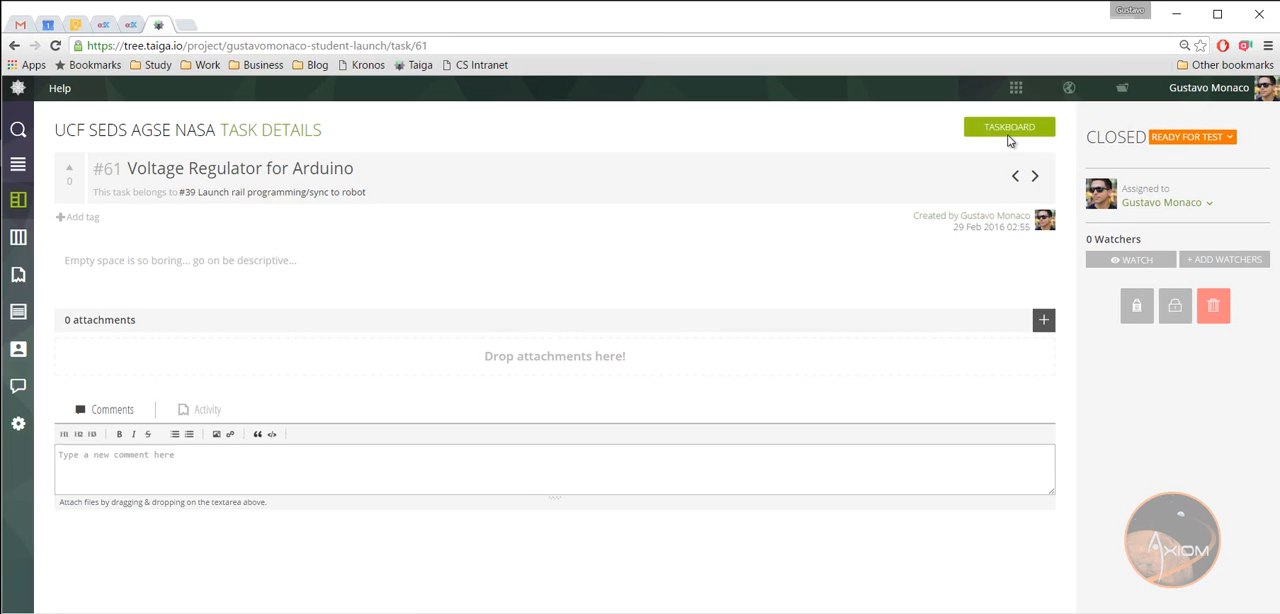 Gustavo
https://tree.taiga.io/project/gustavomonaco-student-launch/task/61
Apps Bookmarks Study Work Business Blog Kronos Taiga CS Intranet Other bookmarks
Help Gustavo Monaco
UCF SEDS AGSE NASA TASK DETAILS
TASKBOARD
CLOSED READY FOR TEST
0
#61 Voltage Regulator for Arduino
This task belongs to #39 Launch rail programming/sync to robot
Assigned to
Gustavo Monaco
Add tag
Created by Gustavo Monaco
29 Feb 2016 02:55
0 Watchers
WATCH + ADD WATCHERS
Empty space is so boring... go on be descriptive...
0 attachments
Drop attachments here!
Comments Activity
H1 H2 H3 B I S
Type a new comment here
Attach files by dragging & dropping on the textarea above.
AXIOM